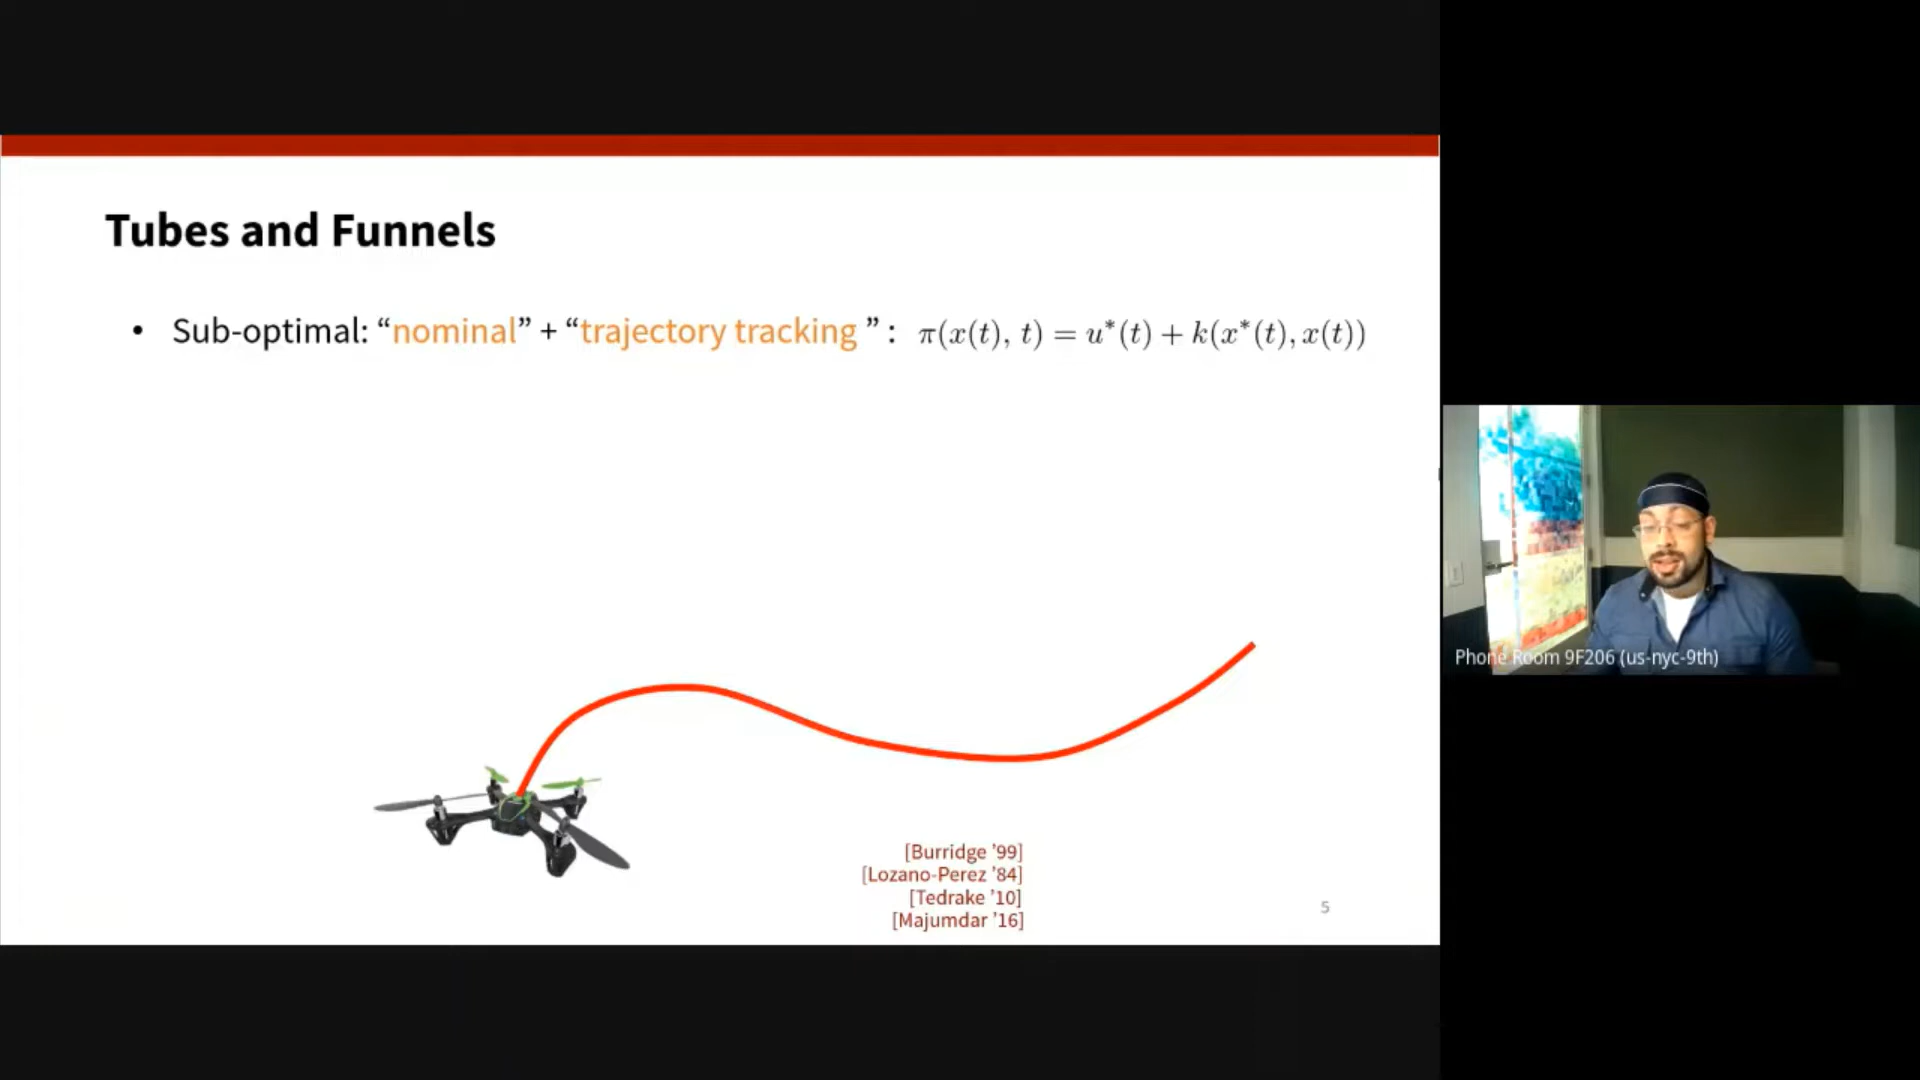 Tubes and Funnels
• Sub-optimal: “nominal” + “trajectory tracking ” : π(x(t), t) = u*(t) + k(x*(t), x(t))
[Burridge ’99]
[Lozano-Perez ’84]
[Tedrake ’10]
[Majumdar ’16]
5
Phone Room 9F206 (us-nyc-9th)